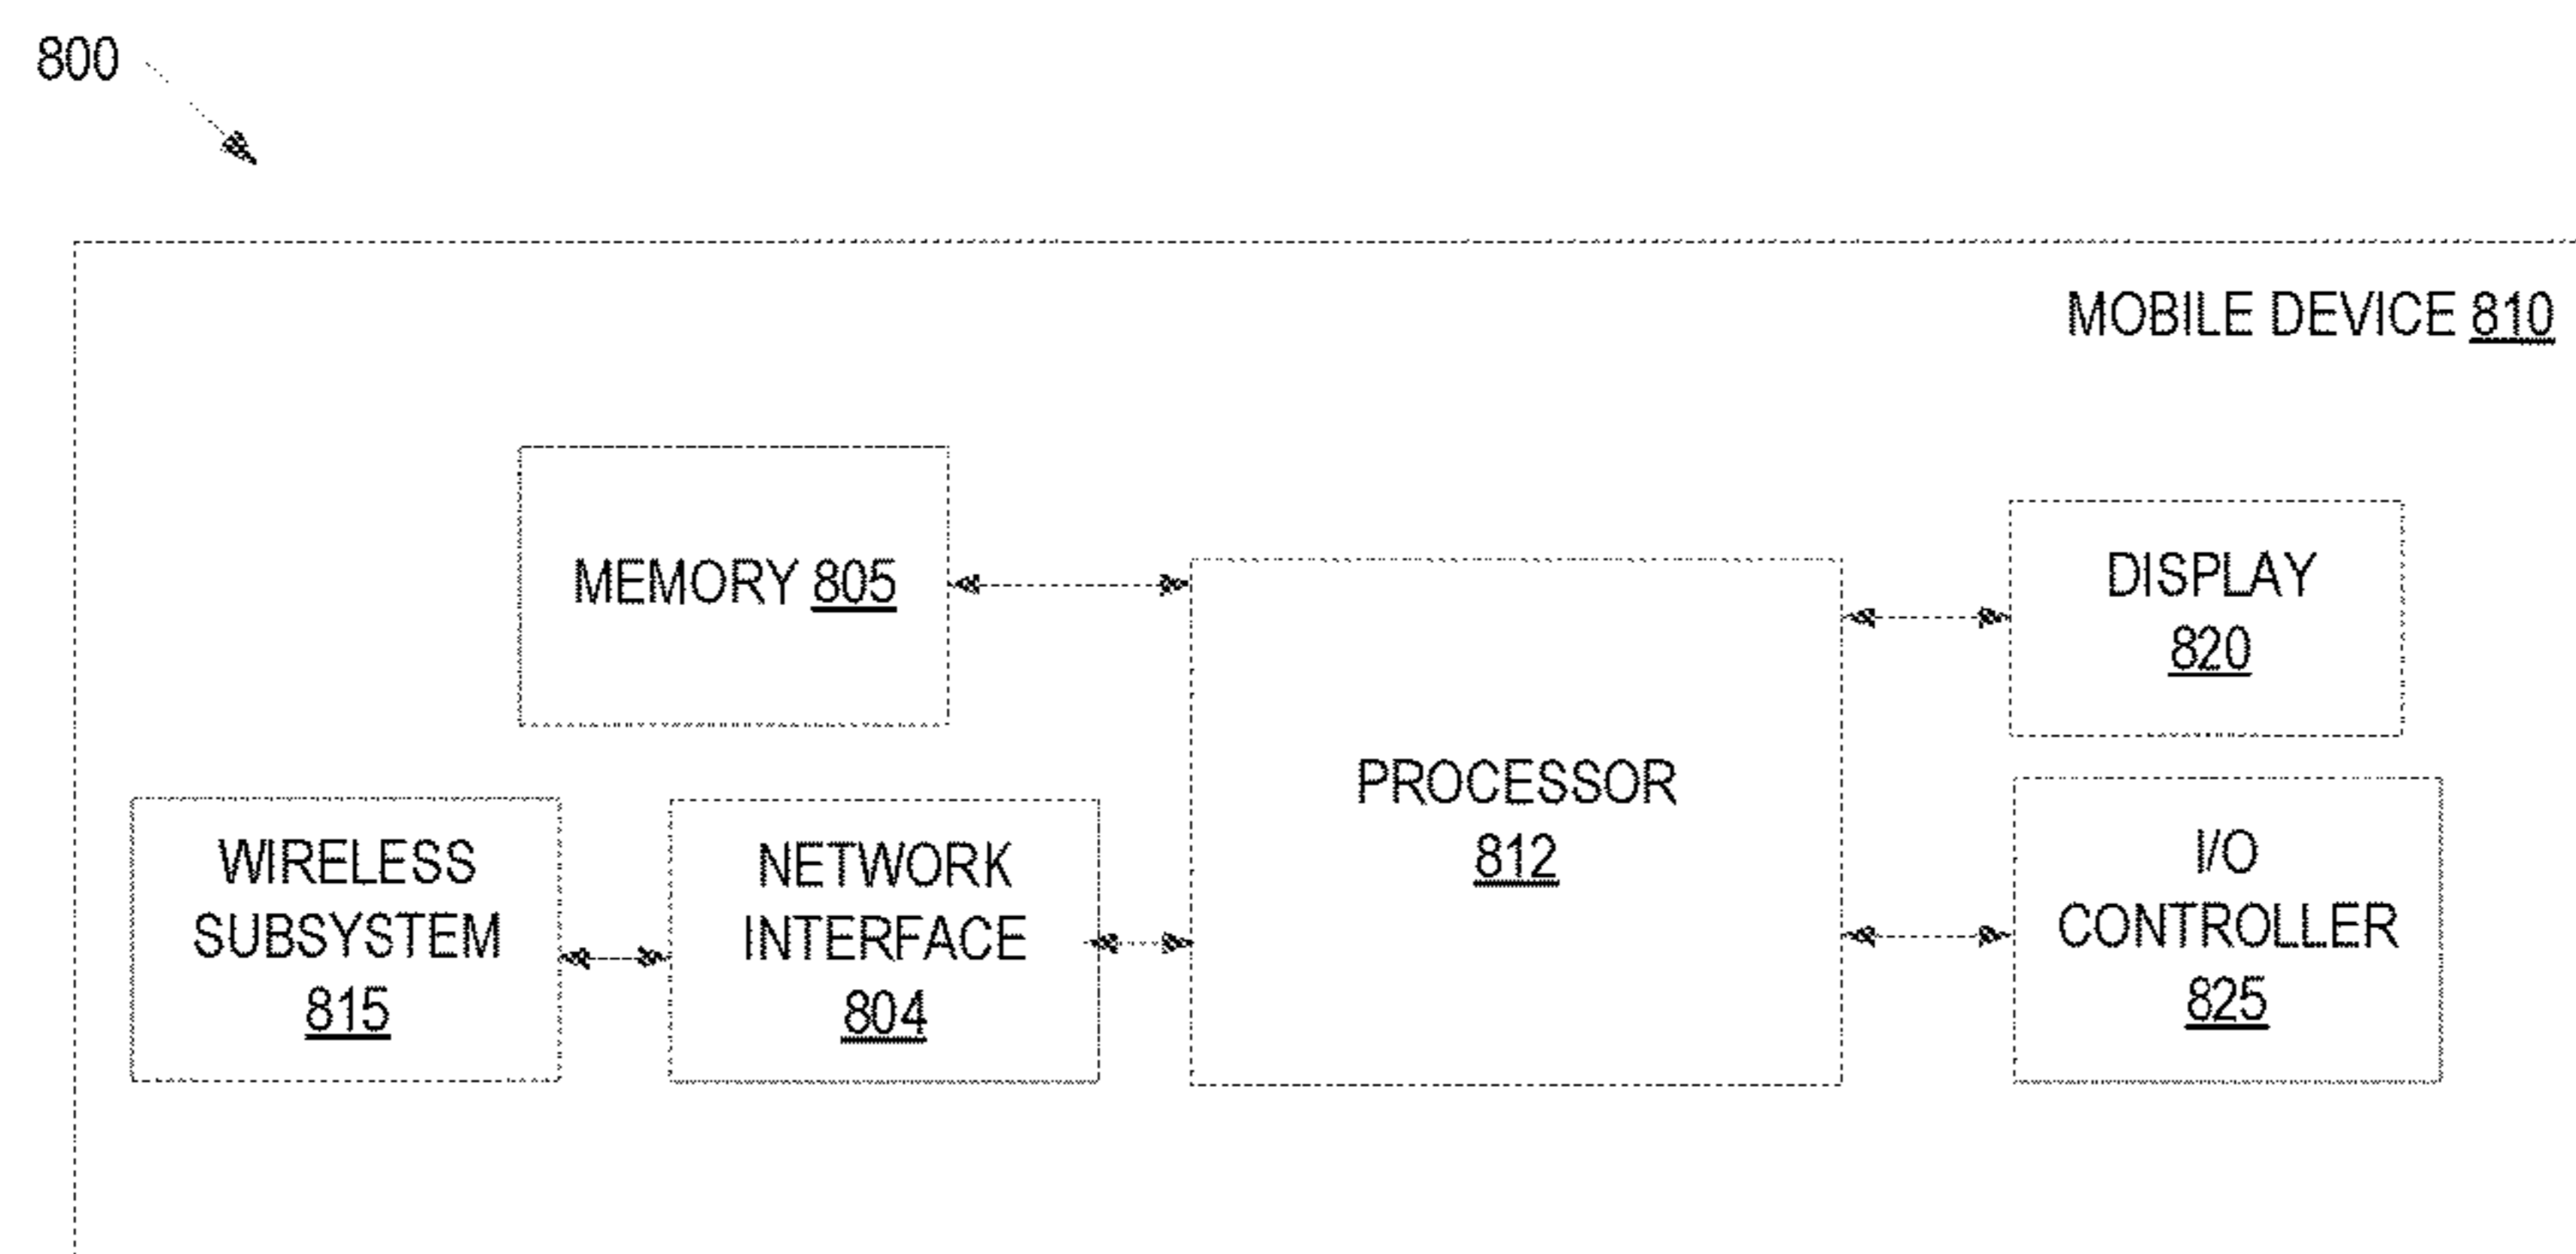 800
MOBILE DEVICE 810
MEMORY 805
DISPLAY
820
PROCESSOR
812
WIRELESS
SUBSYSTEM
815
NETWORK
INTERFACE
804
I/O
CONTROLLER
825